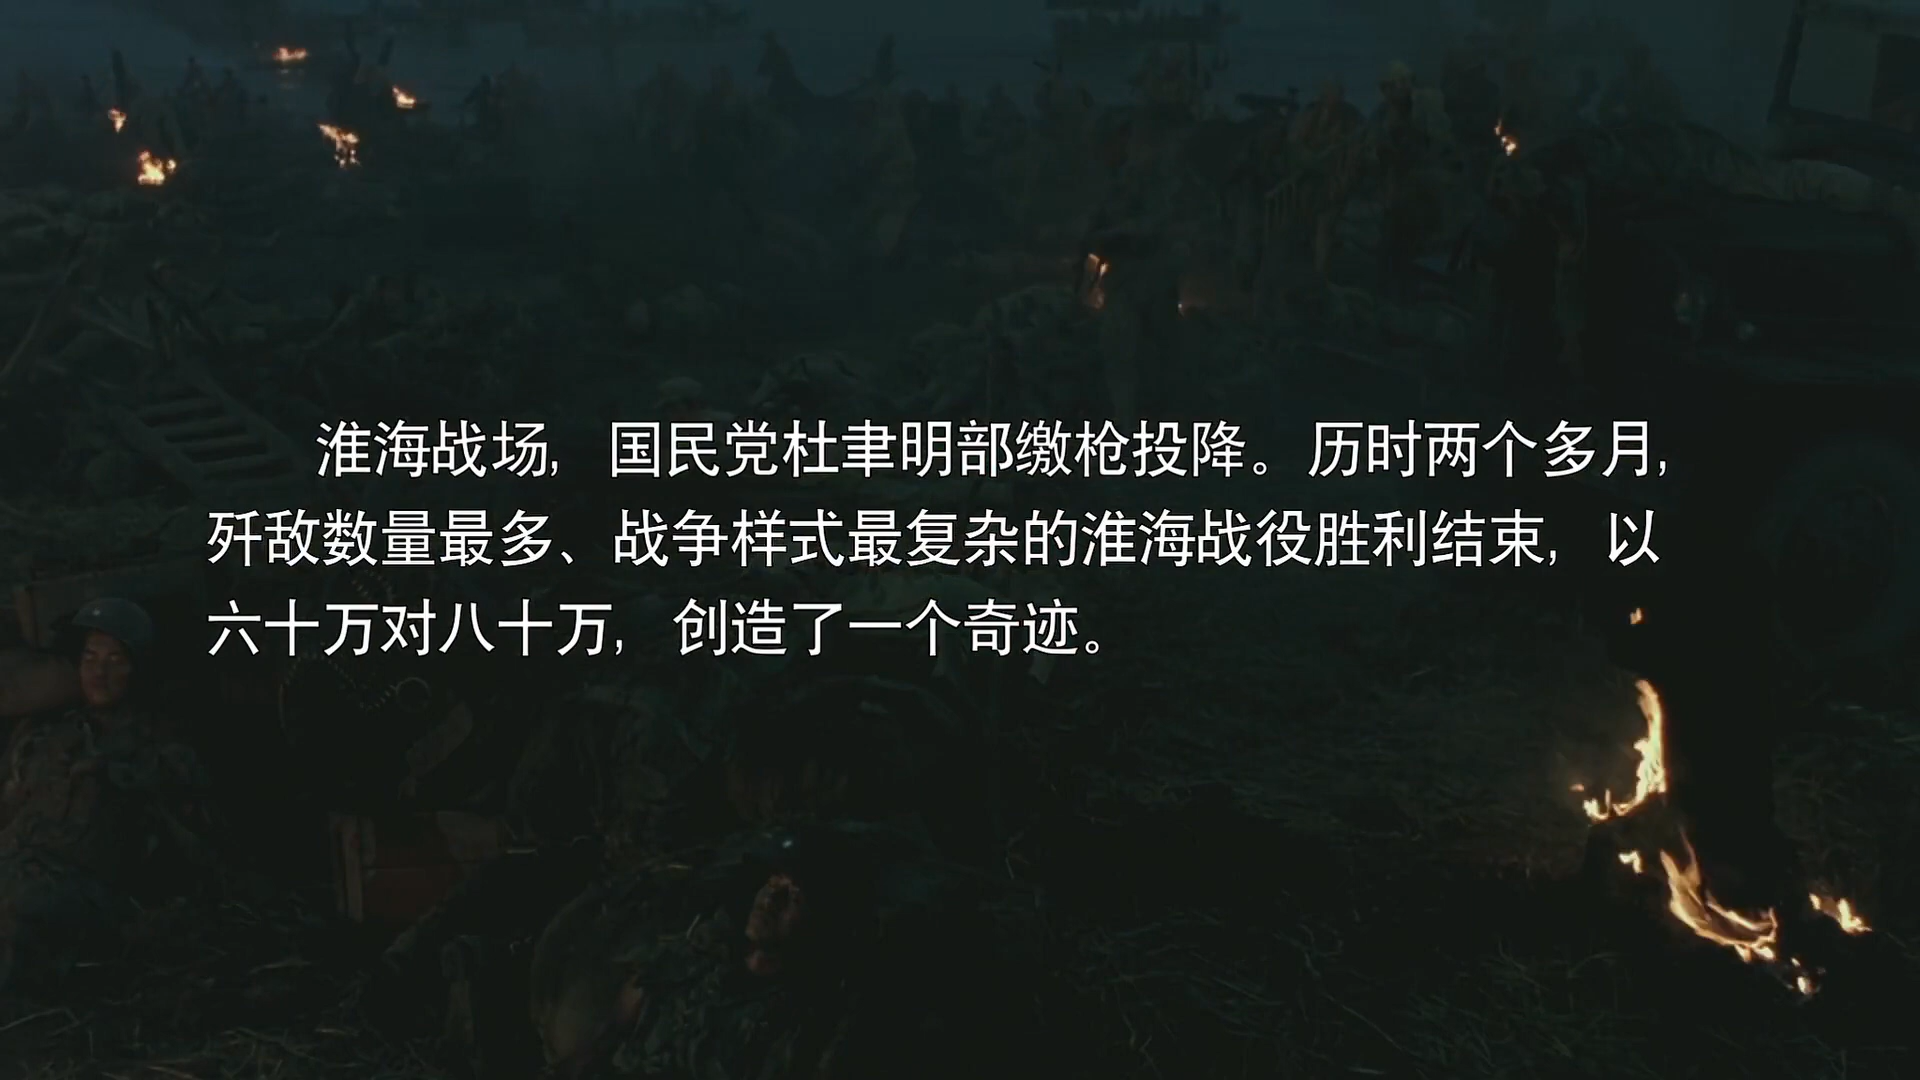 淮海战场，国民党杜聿明部缴枪投降。历时两个多月，
歼敌数量最多、战争样式最复杂的淮海战役胜利结束，以
六十万对八十万，创造了一个奇迹。